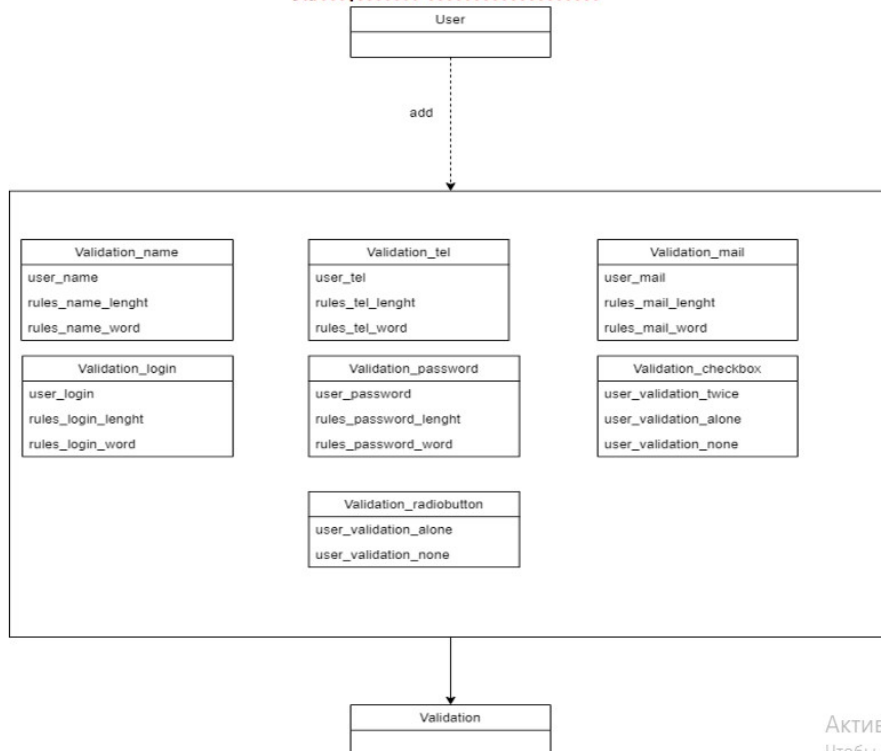 User
add
Validation_name
user_name
rules_name_lenght
rules_name_word
Validation_tel
user_tel
rules_tel_lenght
rules_tel_word
Validation_mail
user_mail
rules_mail_lenght
rules_mail_word
Validation_login
user_login
rules_login_lenght
rules_login_word
Validation_password
user_password
rules_password_lenght
rules_password_word
Validation_checkbox
user_validation_twice
user_validation_alone
user_validation_none
Validation_radiobutton
user_validation_alone
user_validation_none
Validation
Актив